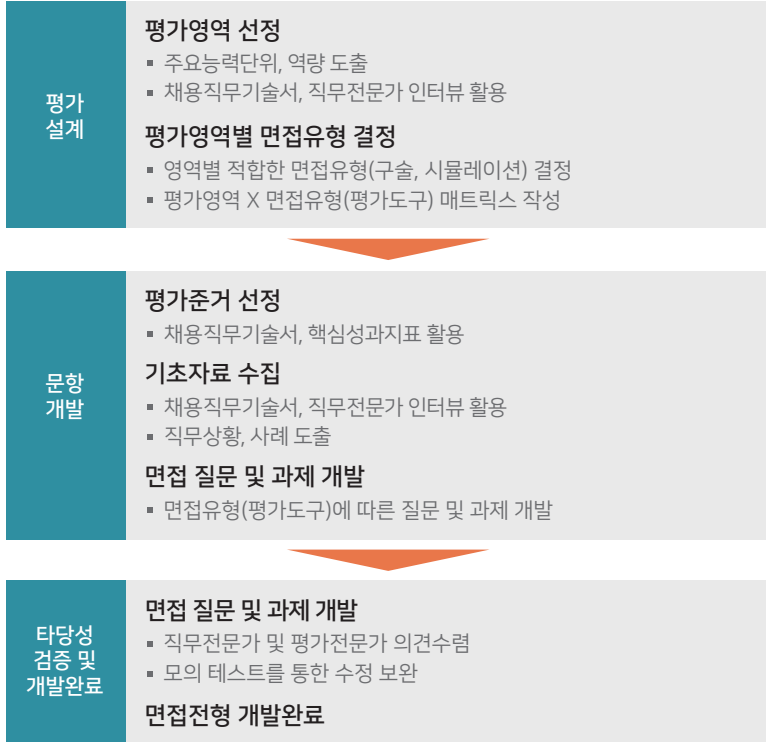 평가
설계
평가영역 선정
▪ 주요능력단위, 역량 도출
▪ 채용직무기술서, 직무전문가 인터뷰 활용
평가영역별 면접유형 결정
▪ 영역별 적합한 면접유형(구술, 시뮬레이션) 결정
▪ 평가영역 X 면접유형(평가도구) 매트릭스 작성
문항
개발
평가준거 선정
▪ 채용직무기술서, 핵심성과지표 활용
기초자료 수집
▪ 채용직무기술서, 직무전문가 인터뷰 활용
▪ 직무상황, 사례 도출
면접 질문 및 과제 개발
▪ 면접유형(평가도구)에 따른 질문 및 과제 개발
타당성
검증 및
개발완료
면접 질문 및 과제 개발
▪ 직무전문가 및 평가전문가 의견수렴
▪ 모의 테스트를 통한 수정 보완
면접전형 개발완료